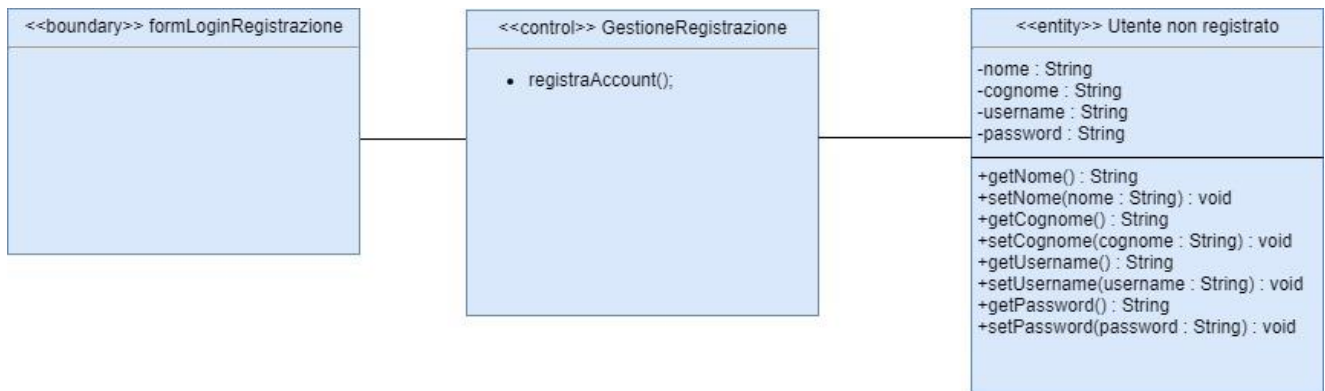 <<boundary>> formLoginRegistrazione
<<control>> GestioneRegistrazione
• registraAccount();
<<entity>> Utente non registrato
-nome : String
-cognome : String
-username : String
-password : String
+getNome() : String
+setNome(nome : String) : void
+getCognome() : String
+setCognome(cognome : String) : void
+getUsername() : String
+setUsername(username : String) : void
+getPassword() : String
+setPassword(password : String) : void